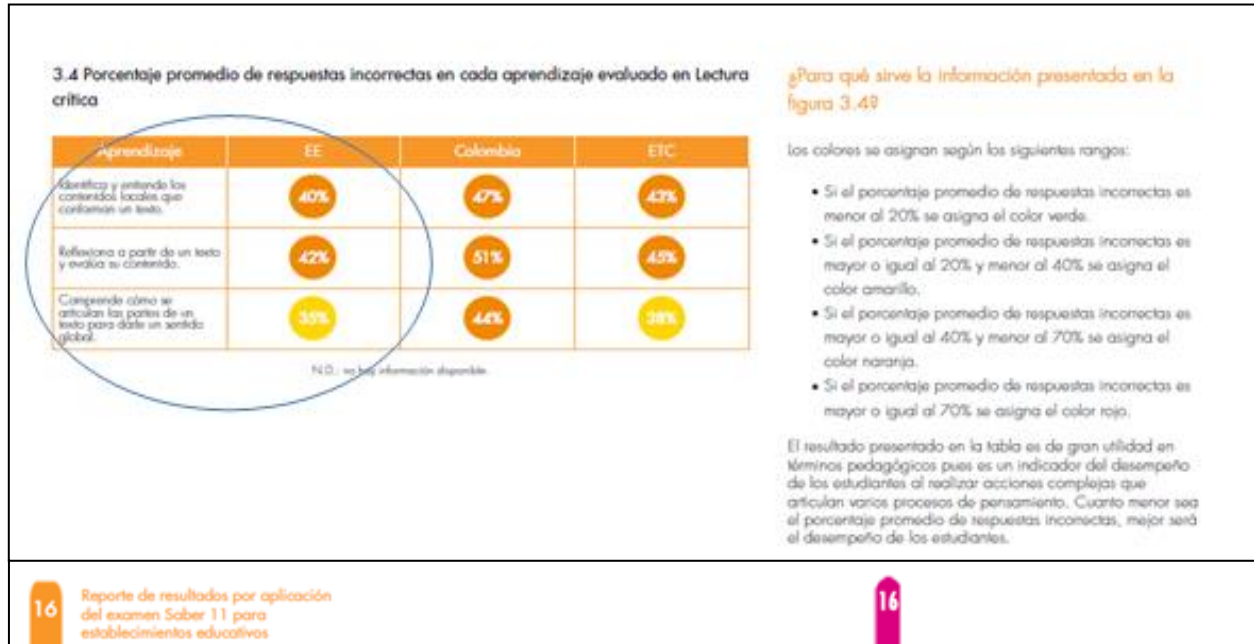 3.4 Porcentaje promedio de respuestas incorrectas en cada aprendizaje evaluado en Lectura
crítica
Aprendizaje EE Colombia ETC
Identifica y entiende los
contenidos locales que
conforman un texto.
40% 47% 43%
Reflexiona a partir de un texto
y evalúa su contenido.
42% 51% 45%
Comprende cómo se
articulan las partes de un
texto para darle un sentido
global.
35% 44% 38%
N.D.: no hay información disponible.
¿Para qué sirve la información presentada en la
figura 3.4?
Los colores se asignan según los siguientes rangos:
• Si el porcentaje promedio de respuestas incorrectas es
menor al 20% se asigna el color verde.
• Si el porcentaje promedio de respuestas incorrectas es
mayor o igual al 20% y menor al 40% se asigna el
color amarillo.
• Si el porcentaje promedio de respuestas incorrectas es
mayor o igual al 40% y menor al 70% se asigna el
color naranja.
• Si el porcentaje promedio de respuestas incorrectas es
mayor o igual al 70% se asigna el color rojo.
El resultado presentado en la tabla es de gran utilidad en
términos pedagógicos pues es un indicador del desempeño
de los estudiantes al realizar acciones complejas que
articulan varios procesos de pensamiento. Cuanto menor sea
el porcentaje promedio de respuestas incorrectas, mejor será
el desempeño de los estudiantes.
16
Reporte de resultados por aplicación
del examen Saber 11 para
establecimientos educativos
16